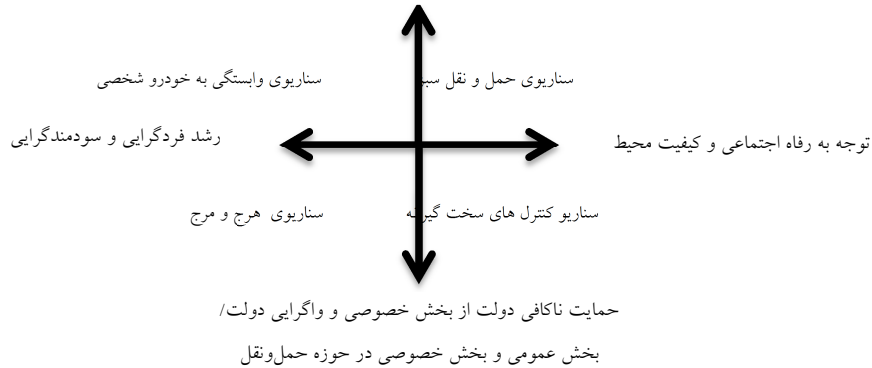 سناریوی حمل و نقل سبز
سناریوی وابستگی به خودرو شخصی
توجه به رفاه اجتماعی و کیفیت محیط
رشد فردگرایی و سودمندگرایی
سناریو کنترل های سخت گیرانه
سناریوی هرج و مرج
حمایت ناکافی دولت از بخش خصوصی و واگرایی دولت/
بخش عمومی و بخش خصوصی در حوزه حمل‌ونقل